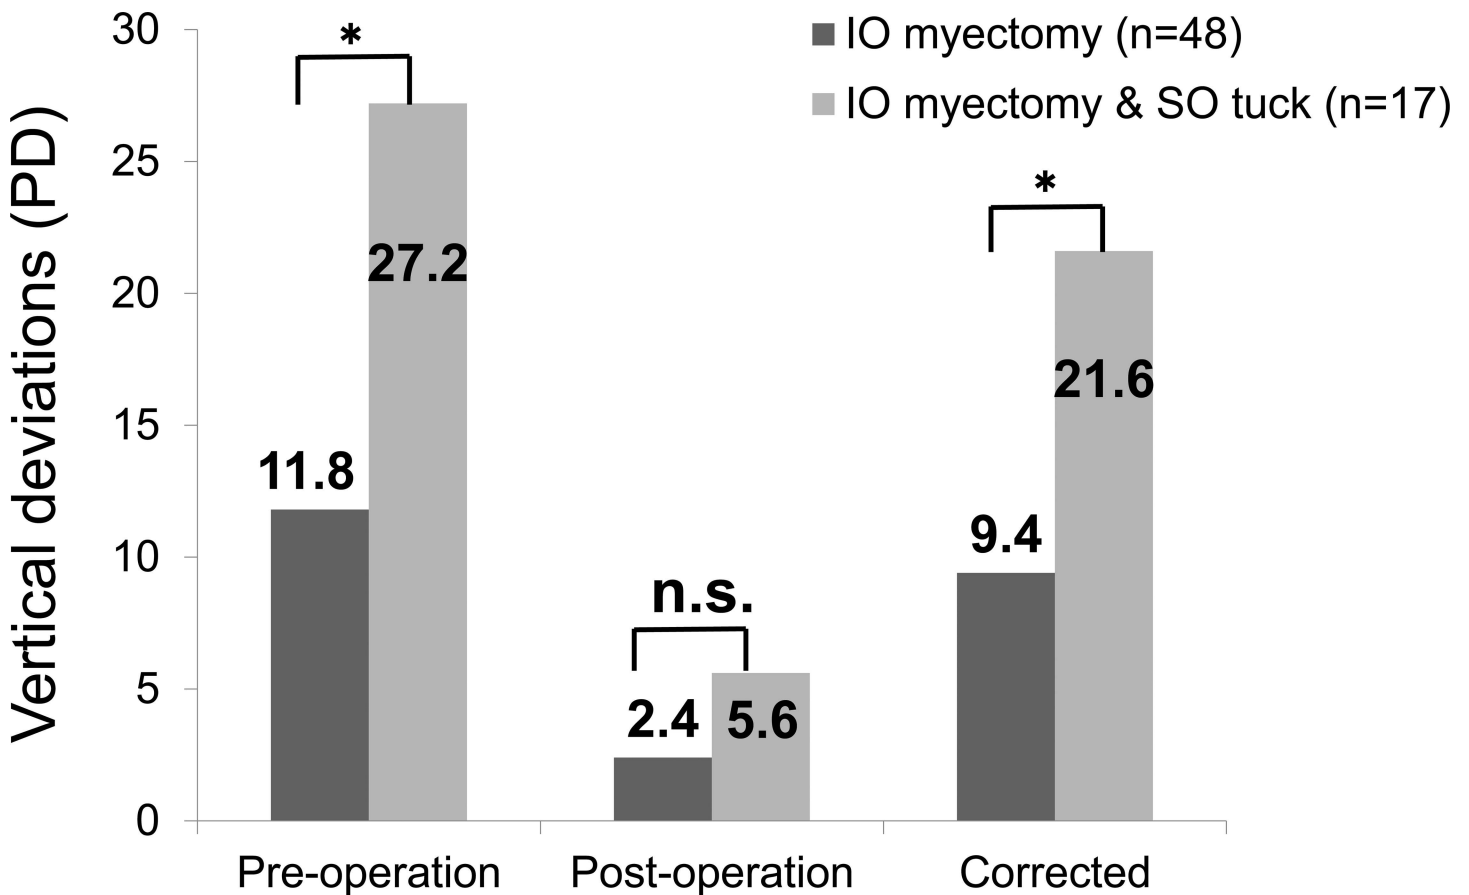 Vertical deviations (PD)
30
25
20
15
10
5
0
IO myectomy (n=48)
IO myectomy & SO tuck (n=17)
*
27.2
11.8
n.s.
2.4
5.6
*
21.6
9.4
Pre-operation
Post-operation
Corrected